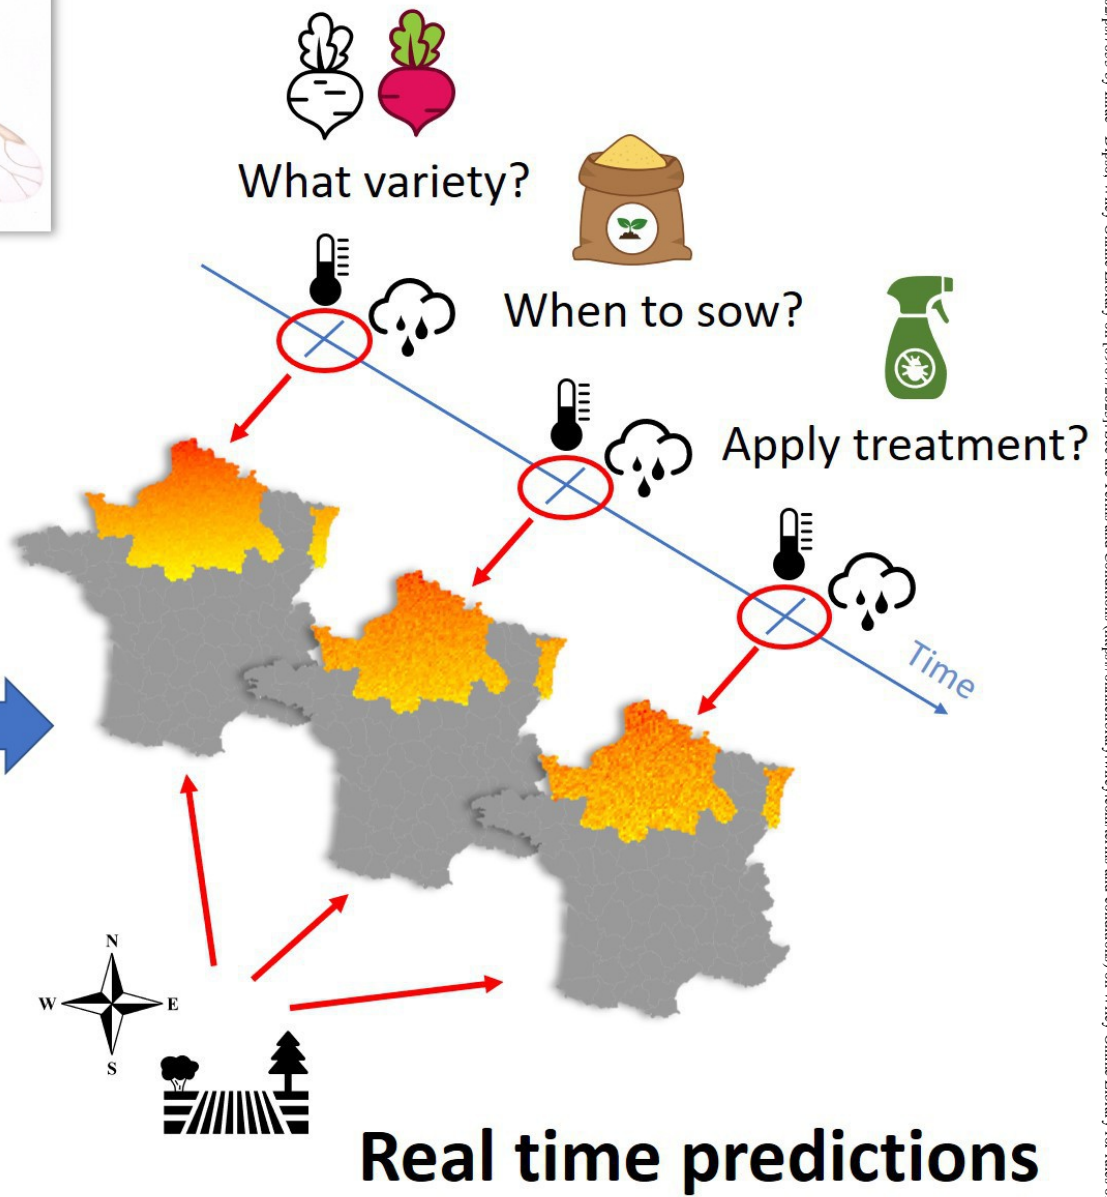 What variety?
When to sow?
Apply treatment?
Time
N
W
E
S
Real time predictions